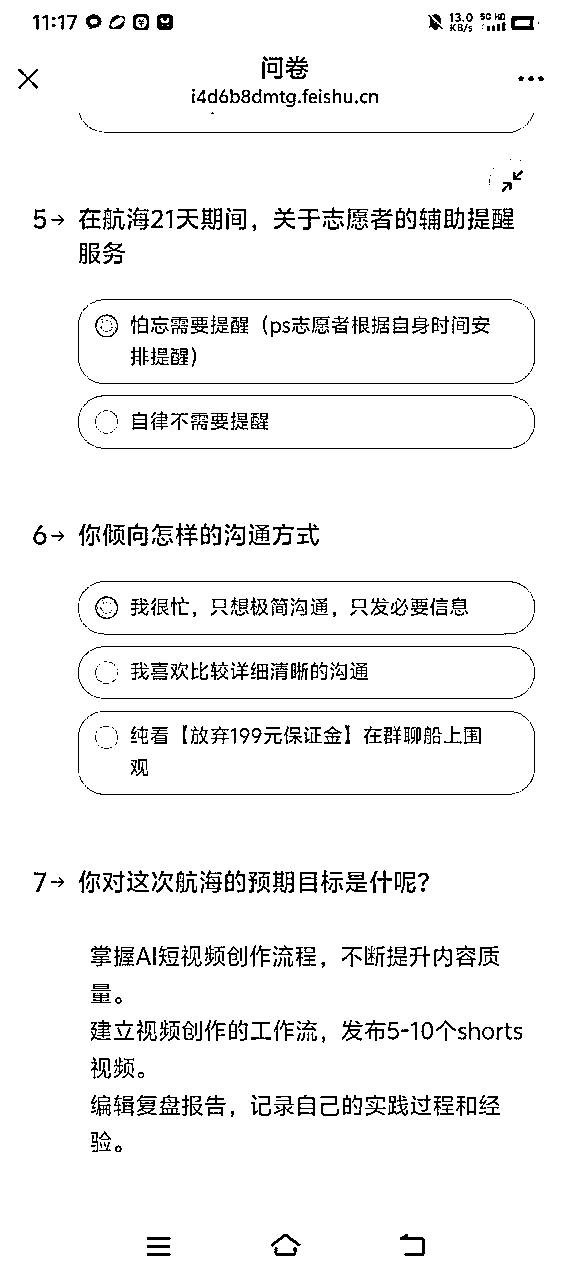 11:17
13.0 KB/s 5G HD
问卷
i4d6b8dmtg.feishu.cn
5→ 在航海21天期间，关于志愿者的辅助提醒
服务
怕忘需要提醒（ps志愿者根据自身时间安
排提醒）
自律不需要提醒
6→ 你倾向怎样的沟通方式
我很忙，只想极简沟通，只发必要信息
我喜欢比较详细清晰的沟通
纯看【放弃199元保证金】在群聊船上围
观
7→ 你对这次航海的预期目标是什呢？
掌握AI短视频创作流程，不断提升内容质
量。
建立视频创作的工作流，发布5-10个shorts
视频。
编辑复盘报告，记录自己的实践过程和经
验。